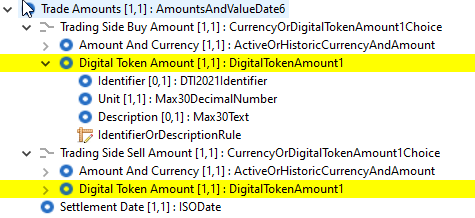 Trade Amounts [1,1] : AmountsAndValueDate6
Trading Side Buy Amount [1,1] : CurrencyOrDigitalTokenAmount1Choice
Amount And Currency [1,1] : ActiveOrHistoricCurrencyAndAmount
Digital Token Amount [1,1] : DigitalTokenAmount1
Identifier [0,1] : DTI2021Identifier
Unit [1,1] : Max30DecimalNumber
Description [0,1] : Max30Text
IdentifierOrDescriptionRule
Trading Side Sell Amount [1,1] : CurrencyOrDigitalTokenAmount1Choice
Amount And Currency [1,1] : ActiveOrHistoricCurrencyAndAmount
Digital Token Amount [1,1] : DigitalTokenAmount1
Settlement Date [1,1] : ISODate